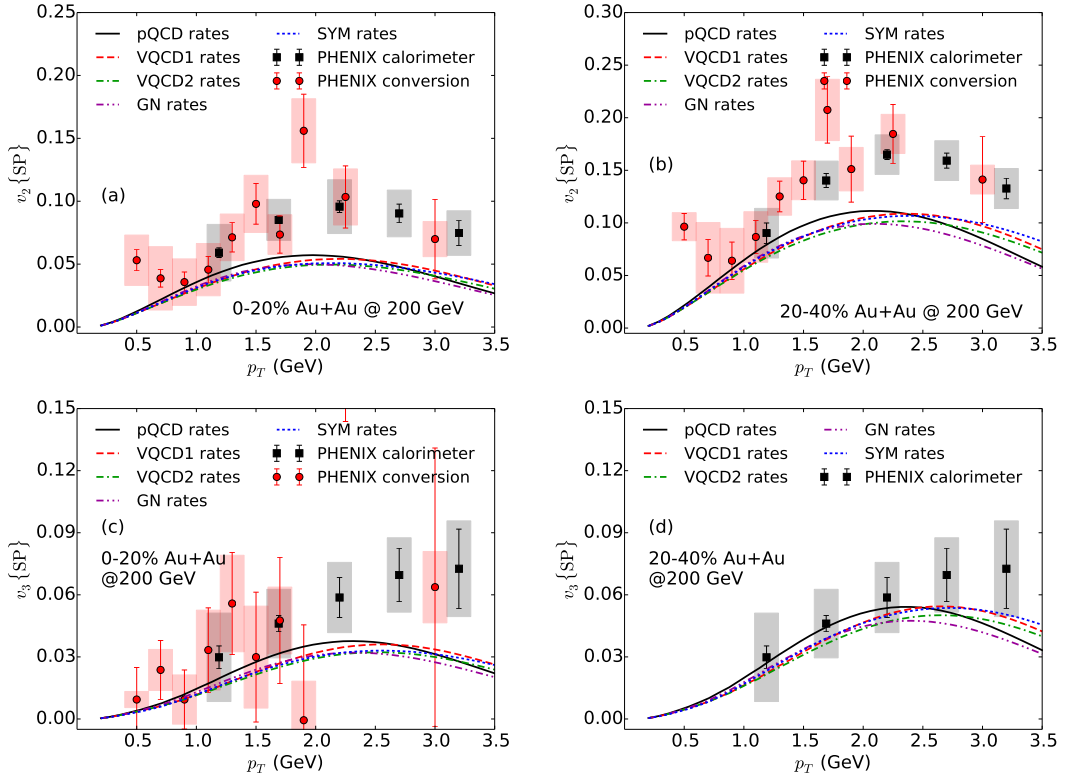 0.25
0.20
0.15
0.10
0.05
0.00
v₂{SP}
pQCD rates
VQCD1 rates
VQCD2 rates
GN rates
SYM rates
PHENIX calorimeter
PHENIX conversion
(a)
0-20% Au+Au @ 200 GeV
0.5 1.0 1.5 2.0 2.5 3.0 3.5
p_T (GeV)
0.30
0.25
0.20
0.15
0.10
0.05
0.00
v₂{SP}
pQCD rates
VQCD1 rates
VQCD2 rates
GN rates
SYM rates
PHENIX calorimeter
PHENIX conversion
(b)
20-40% Au+Au @ 200 GeV
0.5 1.0 1.5 2.0 2.5 3.0 3.5
p_T (GeV)
0.15
0.12
0.09
0.06
0.03
0.00
v₃{SP}
pQCD rates
VQCD1 rates
VQCD2 rates
GN rates
SYM rates
PHENIX calorimeter
PHENIX conversion
(c)
0-20% Au+Au
@200 GeV
0.5 1.0 1.5 2.0 2.5 3.0 3.5
p_T (GeV)
0.15
0.12
0.09
0.06
0.03
0.00
v₃{SP}
pQCD rates
VQCD1 rates
VQCD2 rates
GN rates
SYM rates
PHENIX calorimeter
(d)
20-40% Au+Au
@200 GeV
0.5 1.0 1.5 2.0 2.5 3.0 3.5
p_T (GeV)